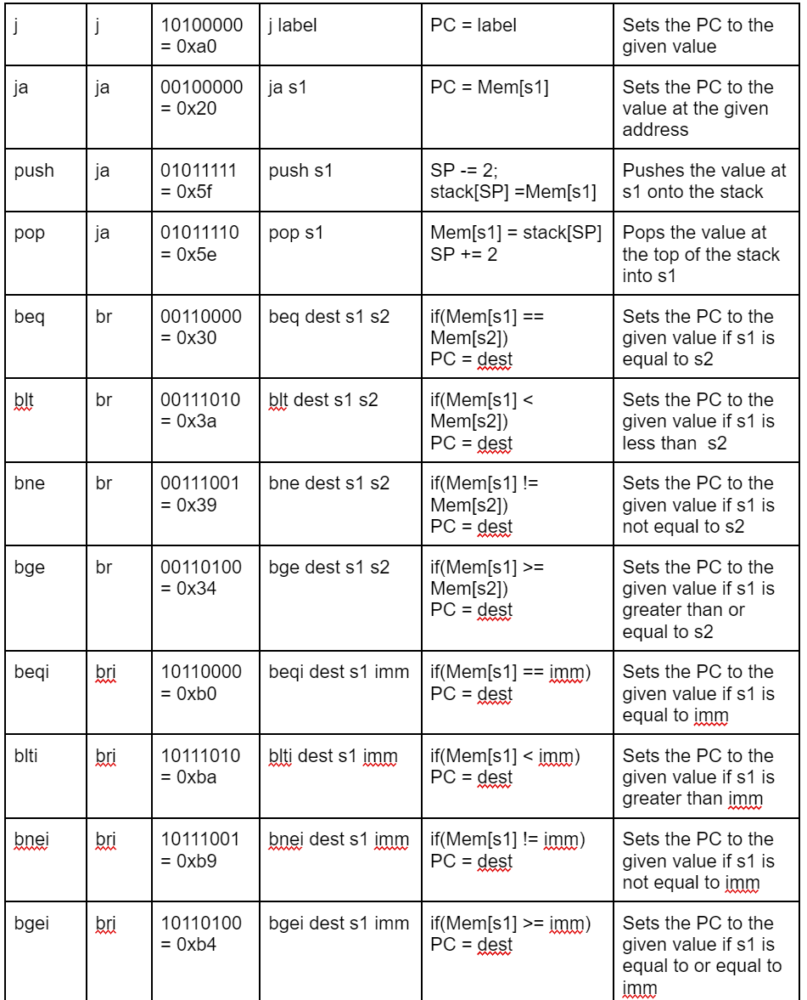 j j 10100000 j label PC = label Sets the PC to the
= 0xa0 given value
ja ja 00100000 ja s1 PC = Mem[s1] Sets the PC to the
= 0x20 value at the given
address
push ja 01011111 push s1 SP -= 2; Pushes the value at
= 0x5f stack[SP] =Mem[s1] s1 onto the stack
pop ja 01011110 pop s1 Mem[s1] = stack[SP] Pops the value at
= 0x5e SP += 2 the top of the stack
into s1
beq br 00110000 beq dest s1 s2 if(Mem[s1] == Sets the PC to the
= 0x30 Mem[s2]) given value if s1 is
PC = dest equal to s2
blt br 00111010 blt dest s1 s2 if(Mem[s1] < Sets the PC to the
= 0x3a Mem[s2]) given value if s1 is
PC = dest less than  s2
bne br 00111001 bne dest s1 s2 if(Mem[s1] != Sets the PC to the
= 0x39 Mem[s2]) given value if s1 is
PC = dest not equal to s2
bge br 00110100 bge dest s1 s2 if(Mem[s1] >= Sets the PC to the
= 0x34 Mem[s2]) given value if s1 is
PC = dest greater than or
equal to s2
beqi bri 10110000 beqi dest s1 imm if(Mem[s1] == imm) Sets the PC to the
= 0xb0 PC = dest given value if s1 is
equal to imm
blti bri 10111010 blti dest s1 imm if(Mem[s1] < imm) Sets the PC to the
= 0xba PC = dest given value if s1 is
greater than imm
bnei bri 10111001 bnei dest s1 imm if(Mem[s1] != imm) Sets the PC to the
= 0xb9 PC = dest given value if s1 is
not equal to imm
bgei bri 10110100 bgei dest s1 imm if(Mem[s1] >= imm) Sets the PC to the
= 0xb4 PC = dest given value if s1 is
equal to or equal to
imm